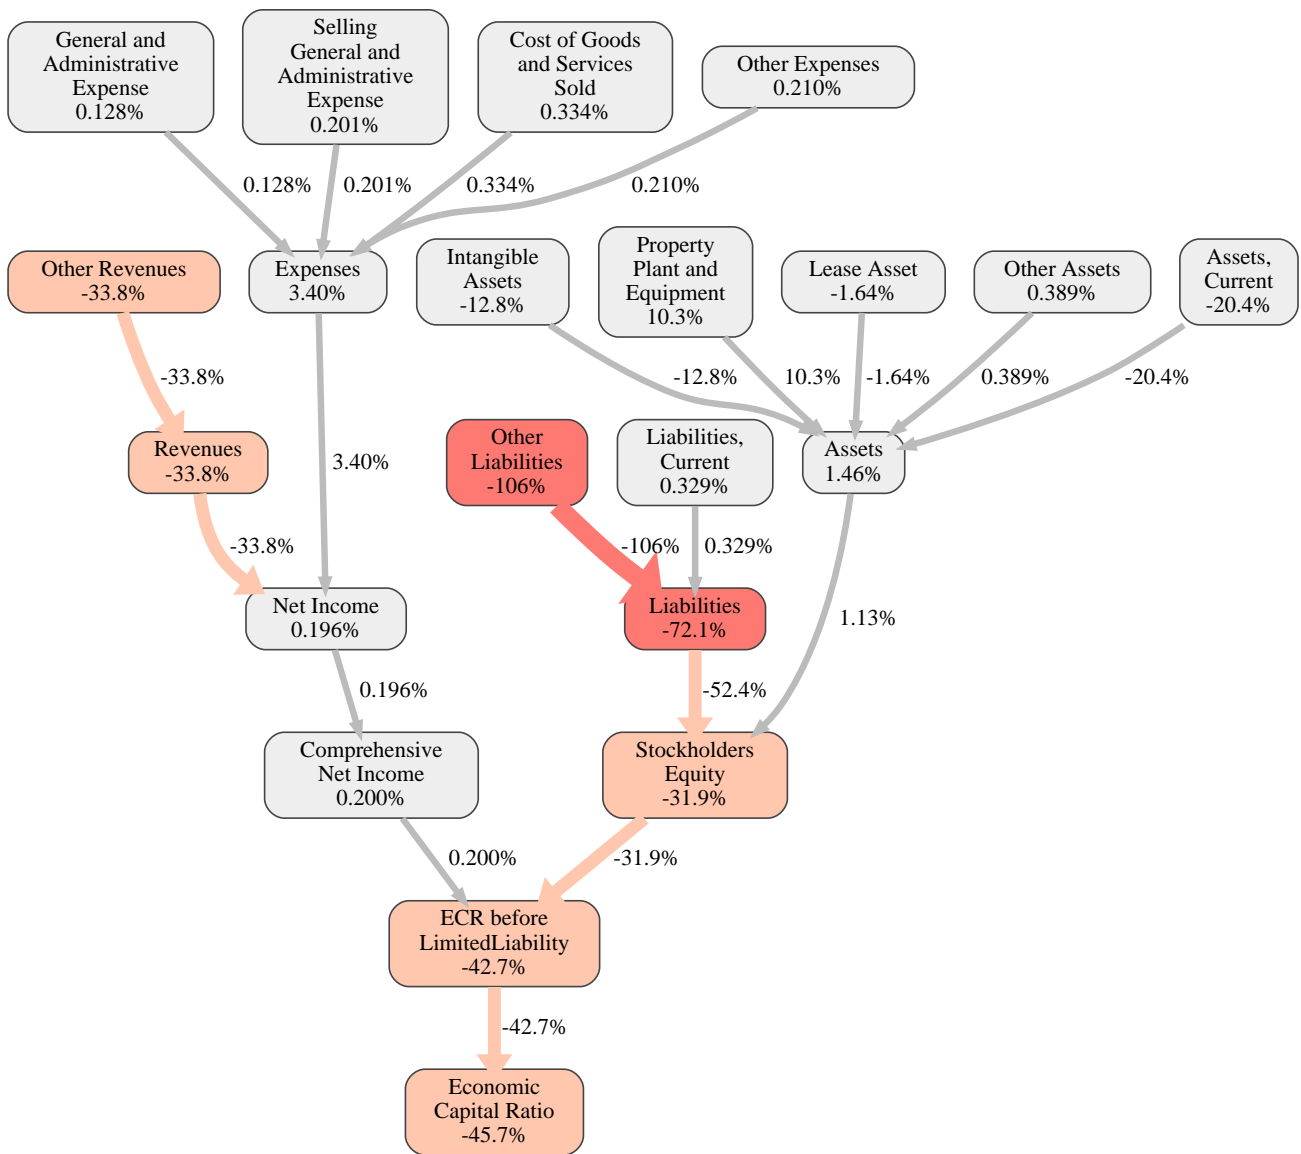 General and
Administrative
Expense
0.128%
Selling
General and
Administrative
Expense
0.201%
Cost of Goods
and Services
Sold
0.334%
Other Expenses
0.210%
0.128%
0.201%
0.334%
0.210%
Other Revenues
-33.8%
Expenses
3.40%
Intangible
Assets
-12.8%
Property
Plant and
Equipment
10.3%
Lease Asset
-1.64%
Other Assets
0.389%
Assets,
Current
-20.4%
-33.8%
-12.8%
10.3%
-1.64%
0.389%
-20.4%
Revenues
-33.8%
3.40%
Other
Liabilities
-106%
Liabilities,
Current
0.329%
Assets
1.46%
-33.8%
-106%
0.329%
Net Income
0.196%
Liabilities
-72.1%
1.13%
0.196%
-52.4%
Comprehensive
Net Income
0.200%
Stockholders
Equity
-31.9%
0.200%
-31.9%
ECR before
LimitedLiability
-42.7%
-42.7%
Economic
Capital Ratio
-45.7%